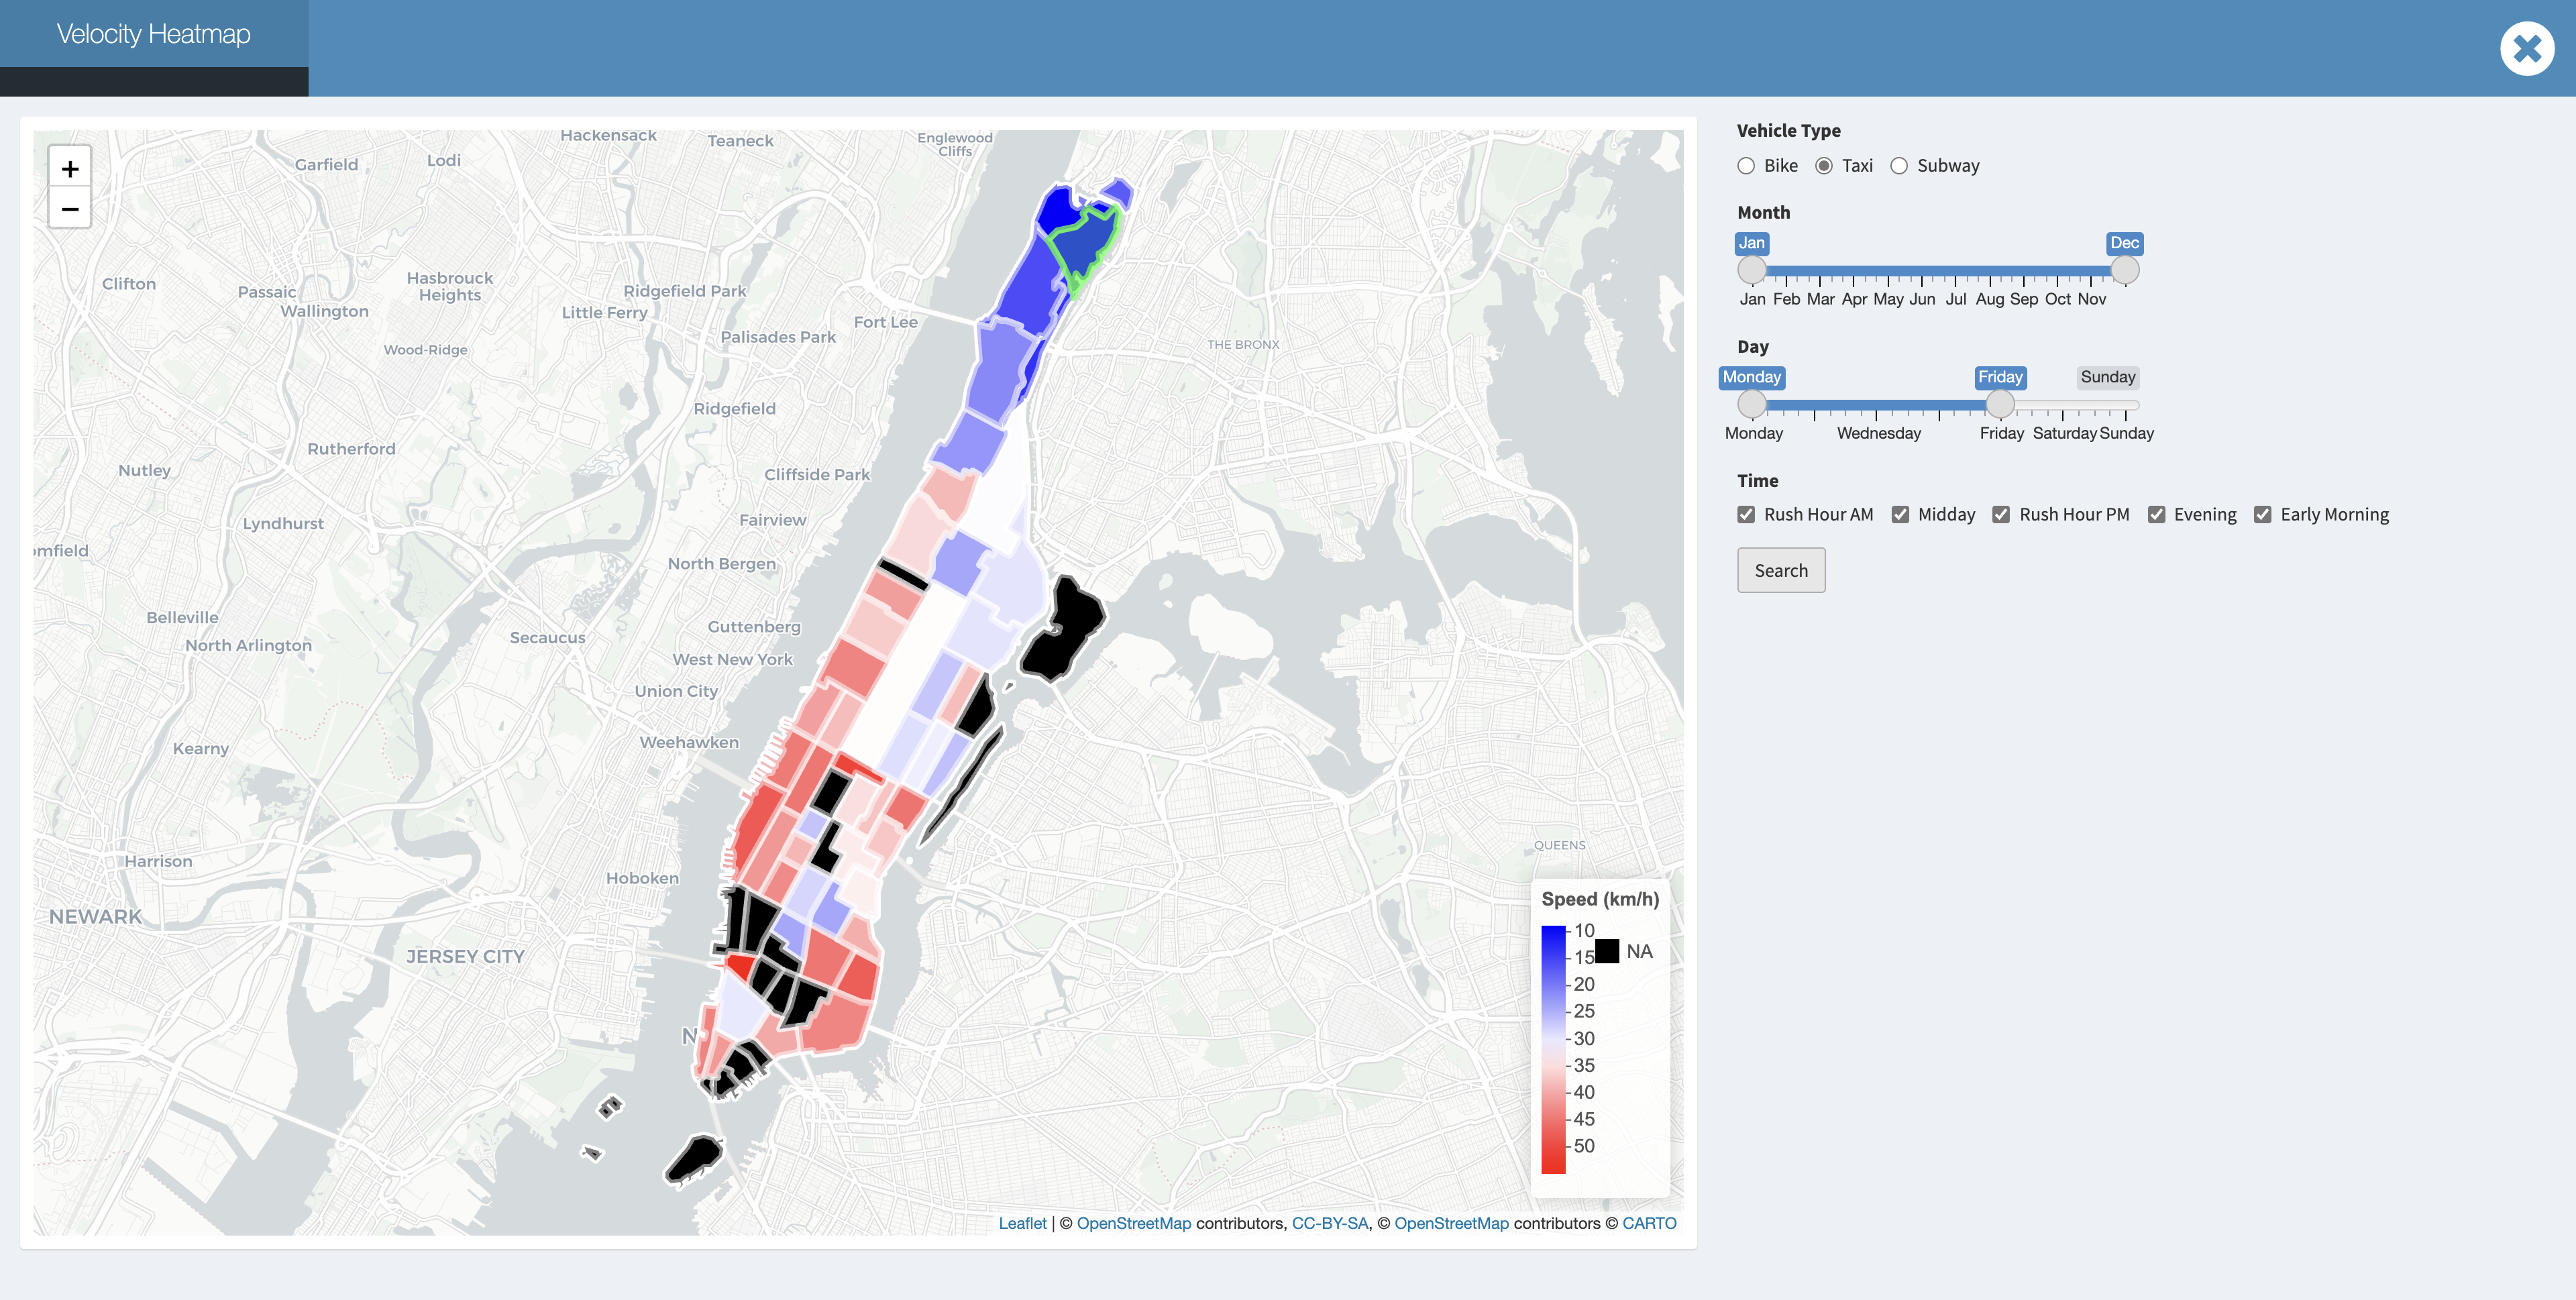 Velocity Heatmap
+
−
Hackensack
Teaneck
Englewood
Cliffs
Garfield
Lodi
Clifton
Passaic
Wallington
Hasbrouck
Heights
Ridgefield Park
Little Ferry
Fort Lee
Palisades Park
Wood-Ridge
THE BRONX
Ridgefield
Rutherford
Nutley
Cliffside Park
Lyndhurst
Fairview
omfield
North Bergen
Belleville
Guttenberg
Secaucus
North Arlington
West New York
Union City
Weehawken
Kearny
QUEENS
Harrison
Hoboken
NEWARK
JERSEY CITY
N
Speed (km/h)
10
15
20
25
30
35
40
45
50
NA
Leaflet | © OpenStreetMap contributors, CC-BY-SA, © OpenStreetMap contributors © CARTO
Vehicle Type
Bike Taxi Subway
Month
Jan Dec
Jan Feb Mar Apr May Jun Jul Aug Sep Oct Nov
Day
Monday Friday Sunday
Monday Wednesday Friday Saturday Sunday
Time
Rush Hour AM Midday Rush Hour PM Evening Early Morning
Search